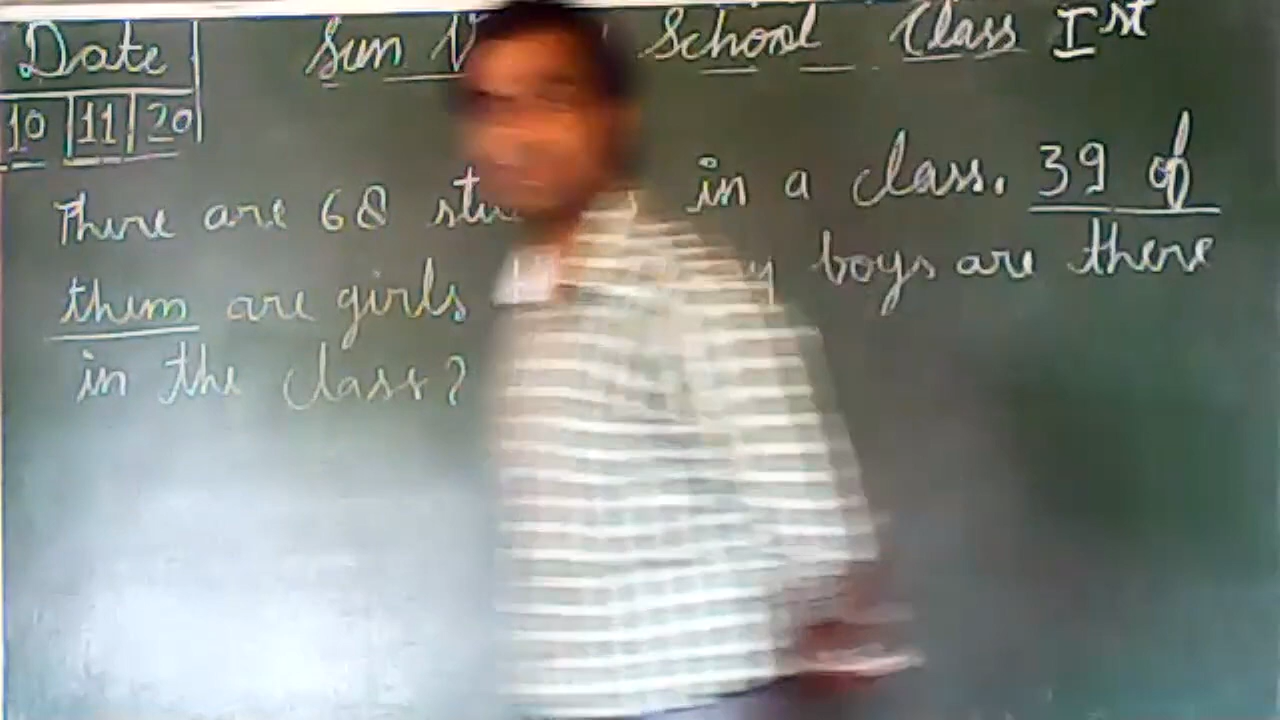 Date
Sun School Class Ist
10 11 20
There are 68 in a class. 39 of
them are girls boys are there
in the class?